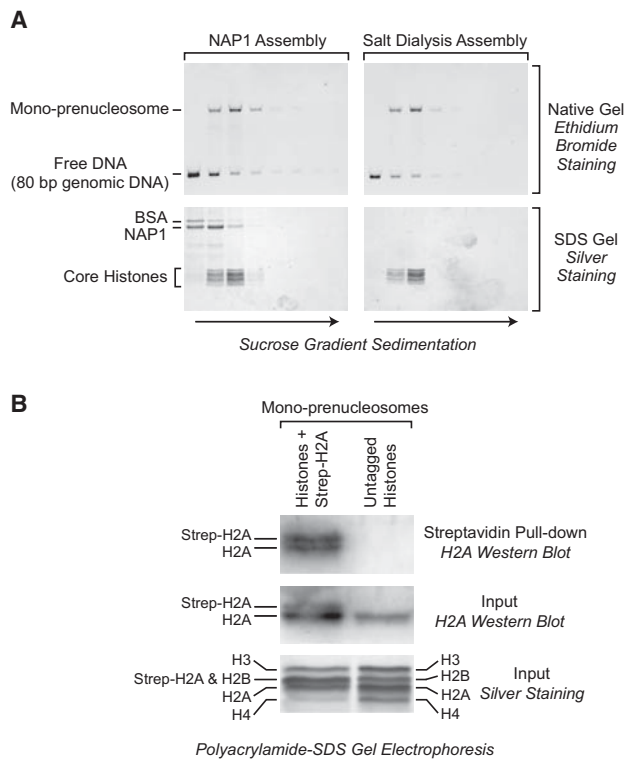 A
NAP1 Assembly
Salt Dialysis Assembly
Mono-prenucleosome
Free DNA
(80 bp genomic DNA)
Native Gel
Ethidium
Bromide
Staining
BSA
NAP1
Core Histones
SDS Gel
Silver
Staining
Sucrose Gradient Sedimentation
B
Mono-prenucleosomes
Histones +
Strep-H2A
Untagged
Histones
Strep-H2A
H2A
Streptavidin Pull-down
H2A Western Blot
Strep-H2A
H2A
Input
H2A Western Blot
H3
Strep-H2A & H2B
H2A
H4
H3
H2B
H2A
H4
Input
Silver Staining
Polyacrylamide-SDS Gel Electrophoresis